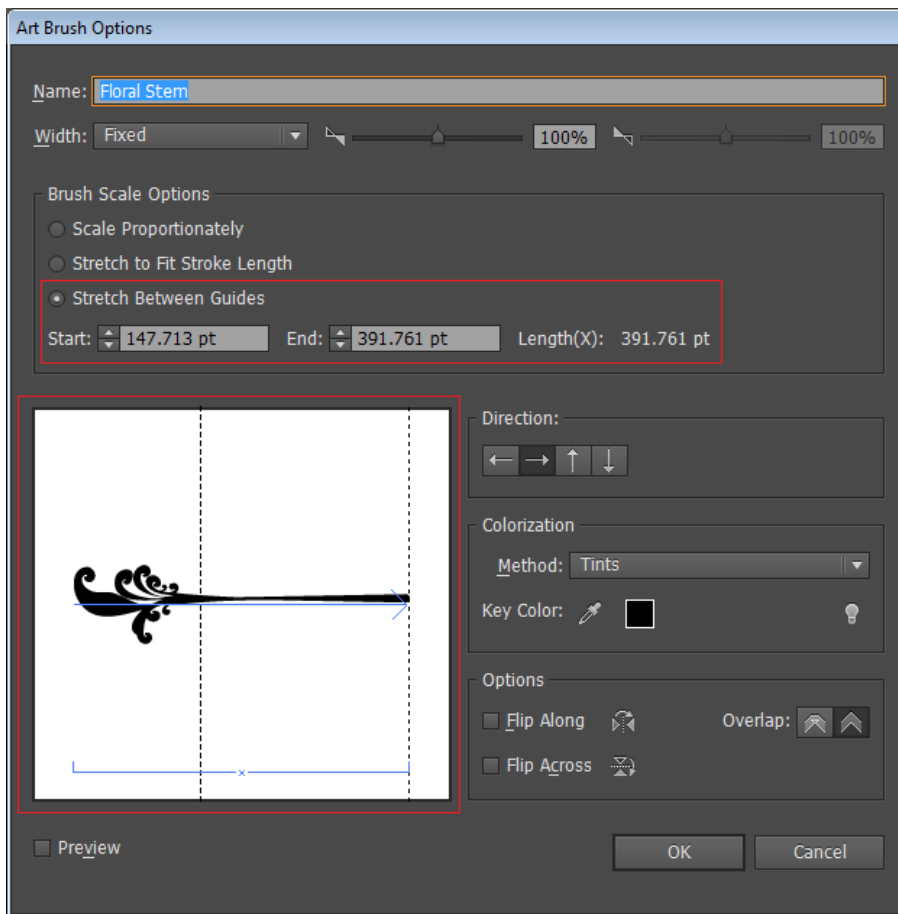 Art Brush Options
Name: Floral Stem
Width: Fixed 100% 100%
Brush Scale Options
Scale Proportionately
Stretch to Fit Stroke Length
Stretch Between Guides
Start: 147.713 pt End: 391.761 pt Length(X): 391.761 pt
Direction:
Colorization
Method: Tints
Key Color:
Options
Flip Along Overlap:
Flip Across
x
Preview
OK Cancel